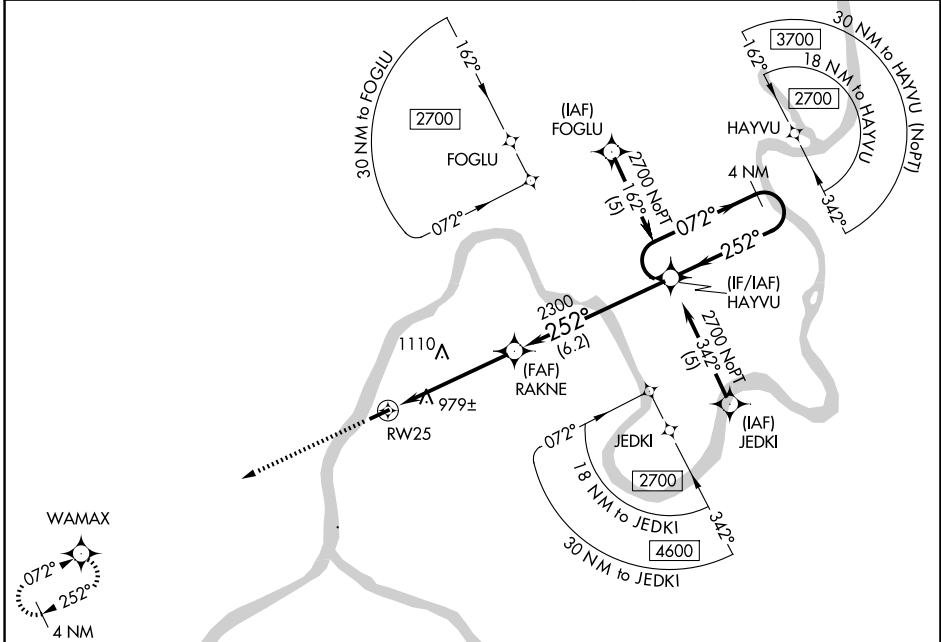 30 NM to FOGLU
162°
2700
FOGLU
072°
(IAF)
FOGLU
2700 NoPT
162°
(5)
3700
30 NM to HAYVU (NoPT)
162°
18 NM to HAYVU
2700
HAYVU
342°
4 NM
072°
252°
(IF/IAF)
HAYVU
2300
252°
(6.2)
1110
(FAF)
RAKNE
979±
RW25
2700 NoPT
342°
(5)
(IAF)
JEDKI
072°
JEDKI
2700
18 NM to JEDKI
342°
4600
30 NM to JEDKI
WAMAX
072°
252°
4 NM